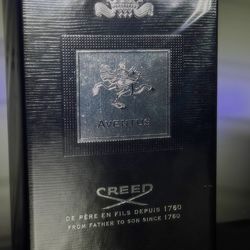 AVENTUS
CREED
DE PÈRE EN FILS DEPUIS 1760
FROM FATHER TO SON SINCE 1760